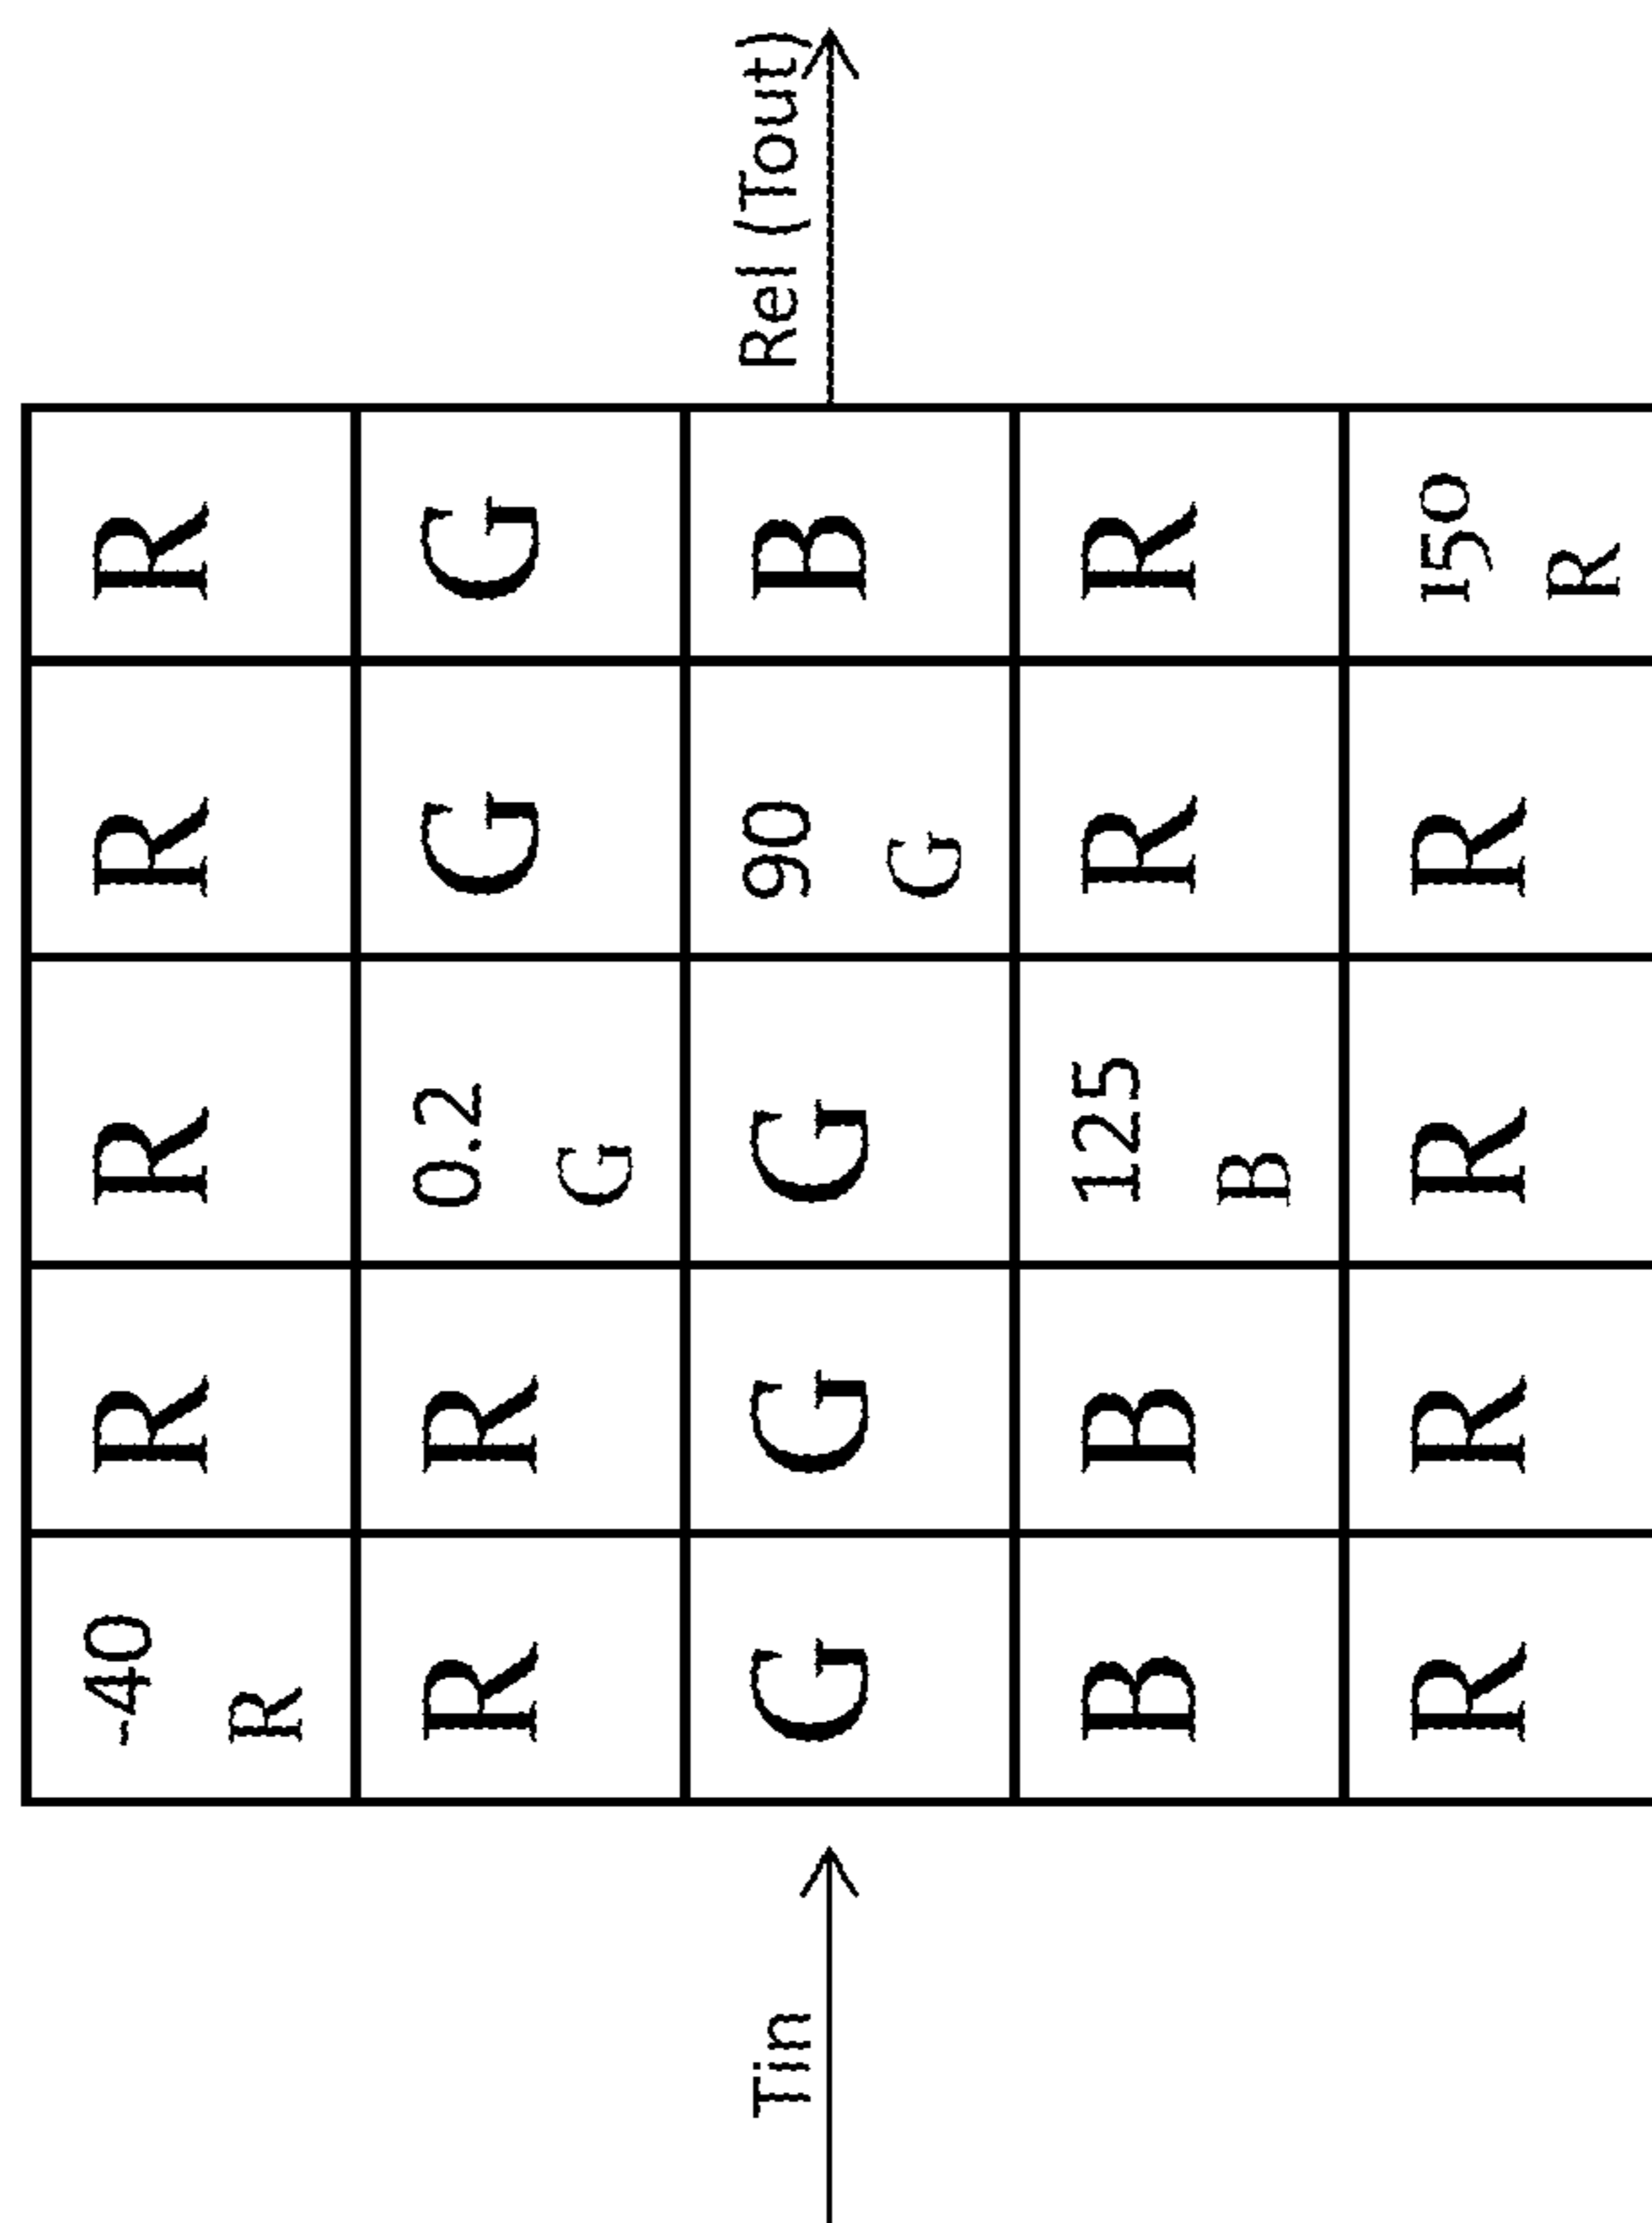 -40 R R R R
R
R R 0.2 G G
G
Tin
G G G 90 B
G
Rel (Tout)
B B 125 R R
B
R R R R 150
R